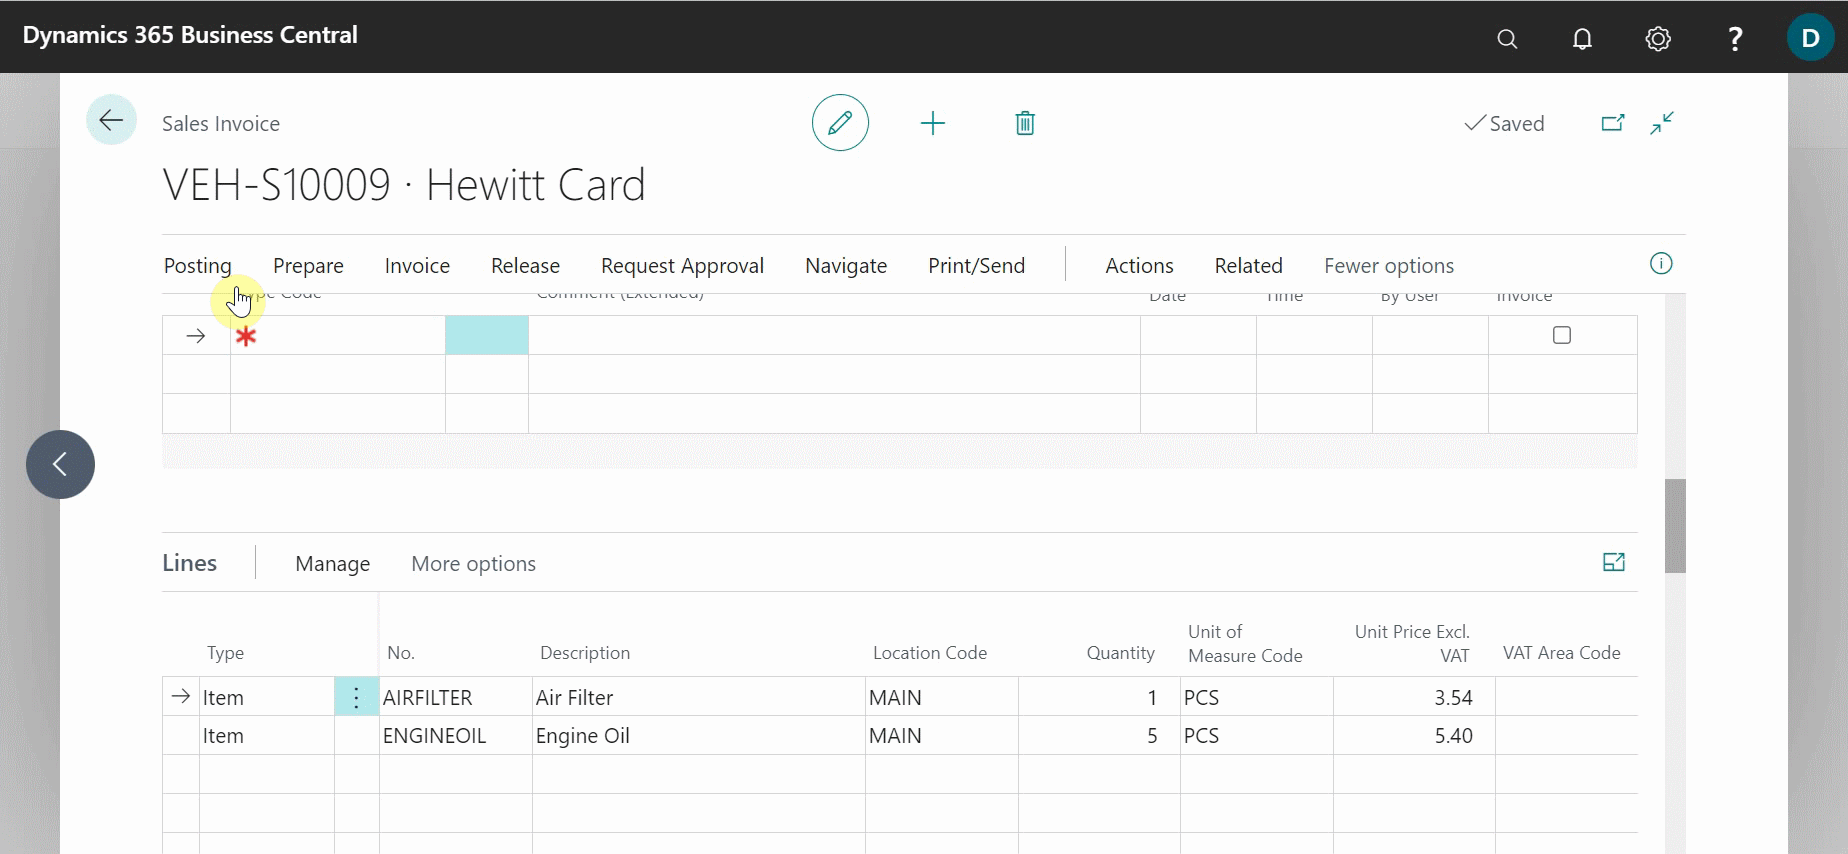 Dynamics 365 Business Central
?
D
Sales Invoice
Saved
VEH-S10009 · Hewitt Card
Posting Prepare Invoice Release Request Approval Navigate Print/Send Actions Related Fewer options
Code Comment (Extended) Date Time By User Invoice
Lines Manage More options
Type No. Description Location Code Quantity Unit of Measure Code Unit Price Excl. VAT VAT Area Code
Item AIRFILTER Air Filter MAIN 1 PCS 3.54
Item ENGINEOIL Engine Oil MAIN 5 PCS 5.40